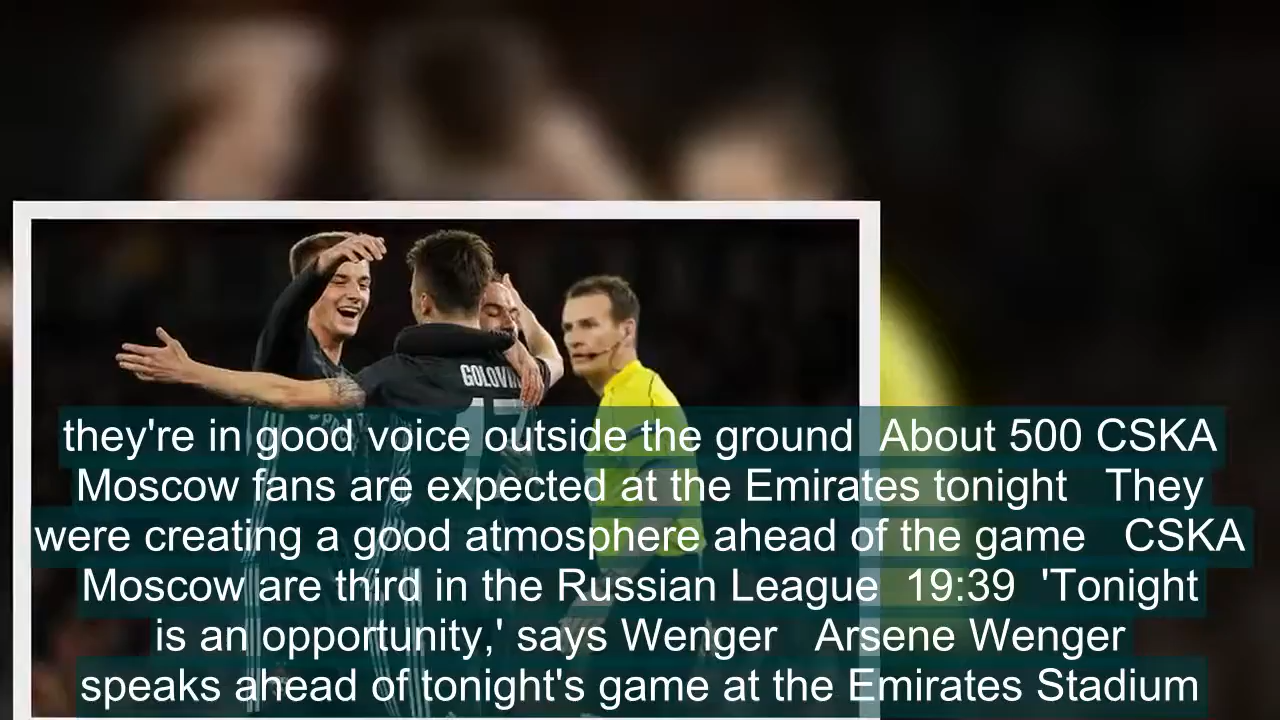 GOLOVIN
17
they're in good voice outside the ground  About 500 CSKA
Moscow fans are expected at the Emirates tonight   They
were creating a good atmosphere ahead of the game   CSKA
Moscow are third in the Russian League  19:39  'Tonight
is an opportunity,' says Wenger   Arsene Wenger
speaks ahead of tonight's game at the Emirates Stadium